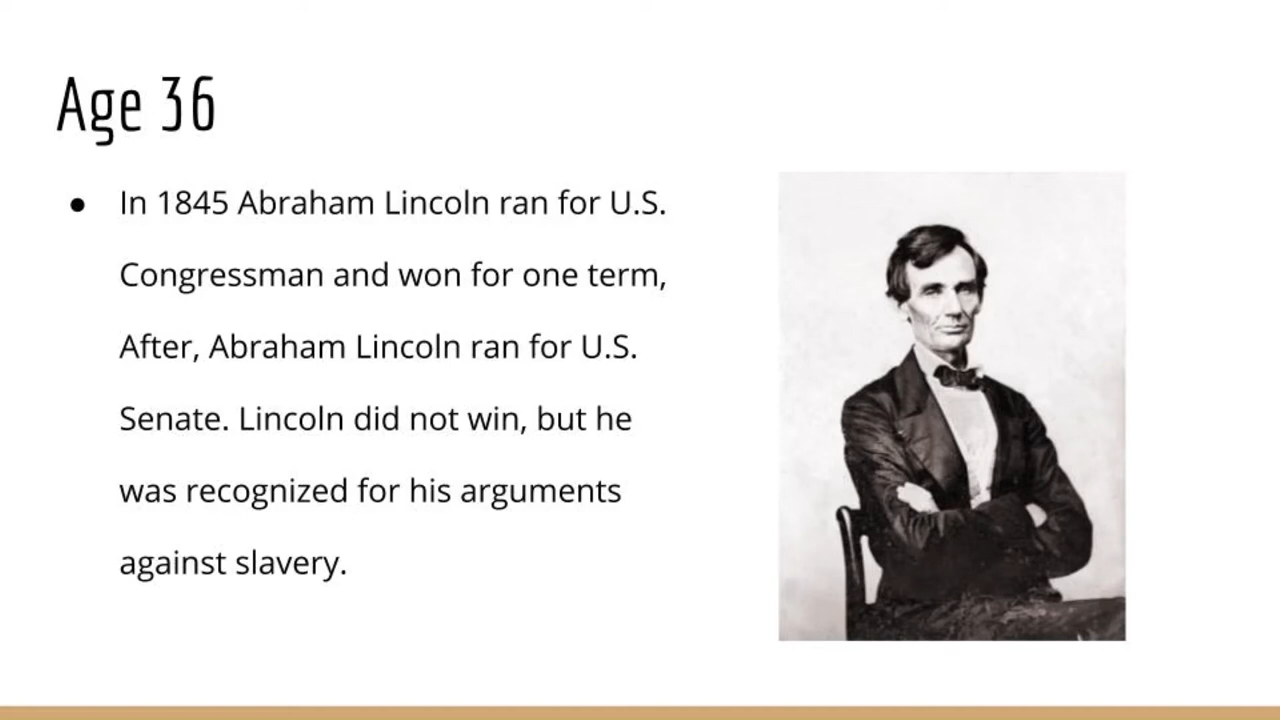 Age 36
● In 1845 Abraham Lincoln ran for U.S.
Congressman and won for one term,
After, Abraham Lincoln ran for U.S.
Senate. Lincoln did not win, but he
was recognized for his arguments
against slavery.